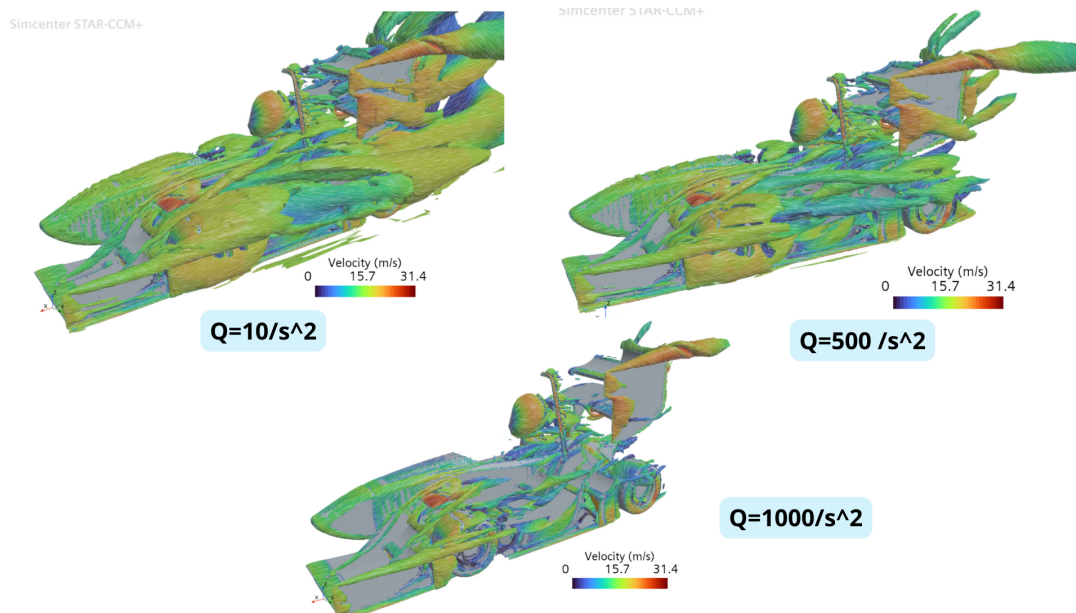 Simcenter STAR-CCM+
Simcenter STAR-CCM+
Velocity (m/s)
0 15.7 31.4
Q=10/s^2
Velocity (m/s)
0 15.7 31.4
Q=500 /s^2
Q=1000/s^2
Velocity (m/s)
0 15.7 31.4